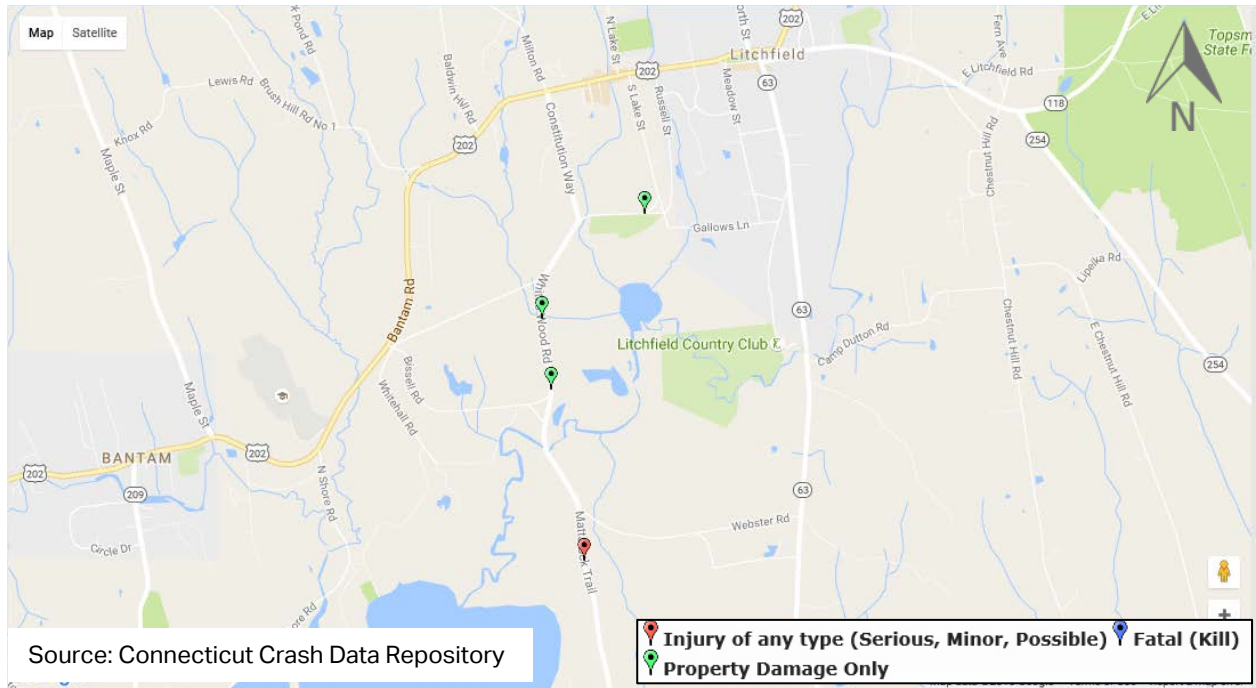 Map Satellite
Litchfield
202
N Lake St
Milton Rd
Baldwin Hill Rd
Lewis Rd
Brush Hill Rd No 1
Knox Rd
Maple St
Constitution Way
S Lake St
Russell St
Meadow St
63
E Litchfield Rd
Fern Ave
118
254
N
202
202
Chestnut Hill Rd
Gallows Ln
Lipeika Rd
Bantam Rd
63
Litchfield Country Club
Camp Dutton Rd
Chestnut Hill Rd
E Chestnut Hill Rd
254
Bissell Rd
Whitehall Rd
Maple St
BANTAM
202
202
209
N Shore Rd
63
Webster Rd
Circle Dr
+
Source: Connecticut Crash Data Repository
Injury of any type (Serious, Minor, Possible) Fatal (Kill)
Property Damage Only